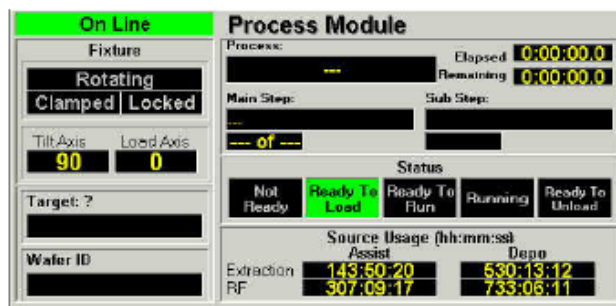 On Line
Fixture
Rotating
Clamped Locked
Tilt Axis Load Axis
90 0
Target: ?
Wafer ID
Process Module
Process:
---
Elapsed 0:00:00.0
Remaining 0:00:00.0
Main Step: Sub Step:
---
--- of ---
Status
Not Ready
Ready To Load
Ready To Run
Running
Ready To Unload
Source Usage (hh:mm:ss)
Assist Depo
Extraction 143:50:20 530:13:12
RF 307:09:17 733:06:11